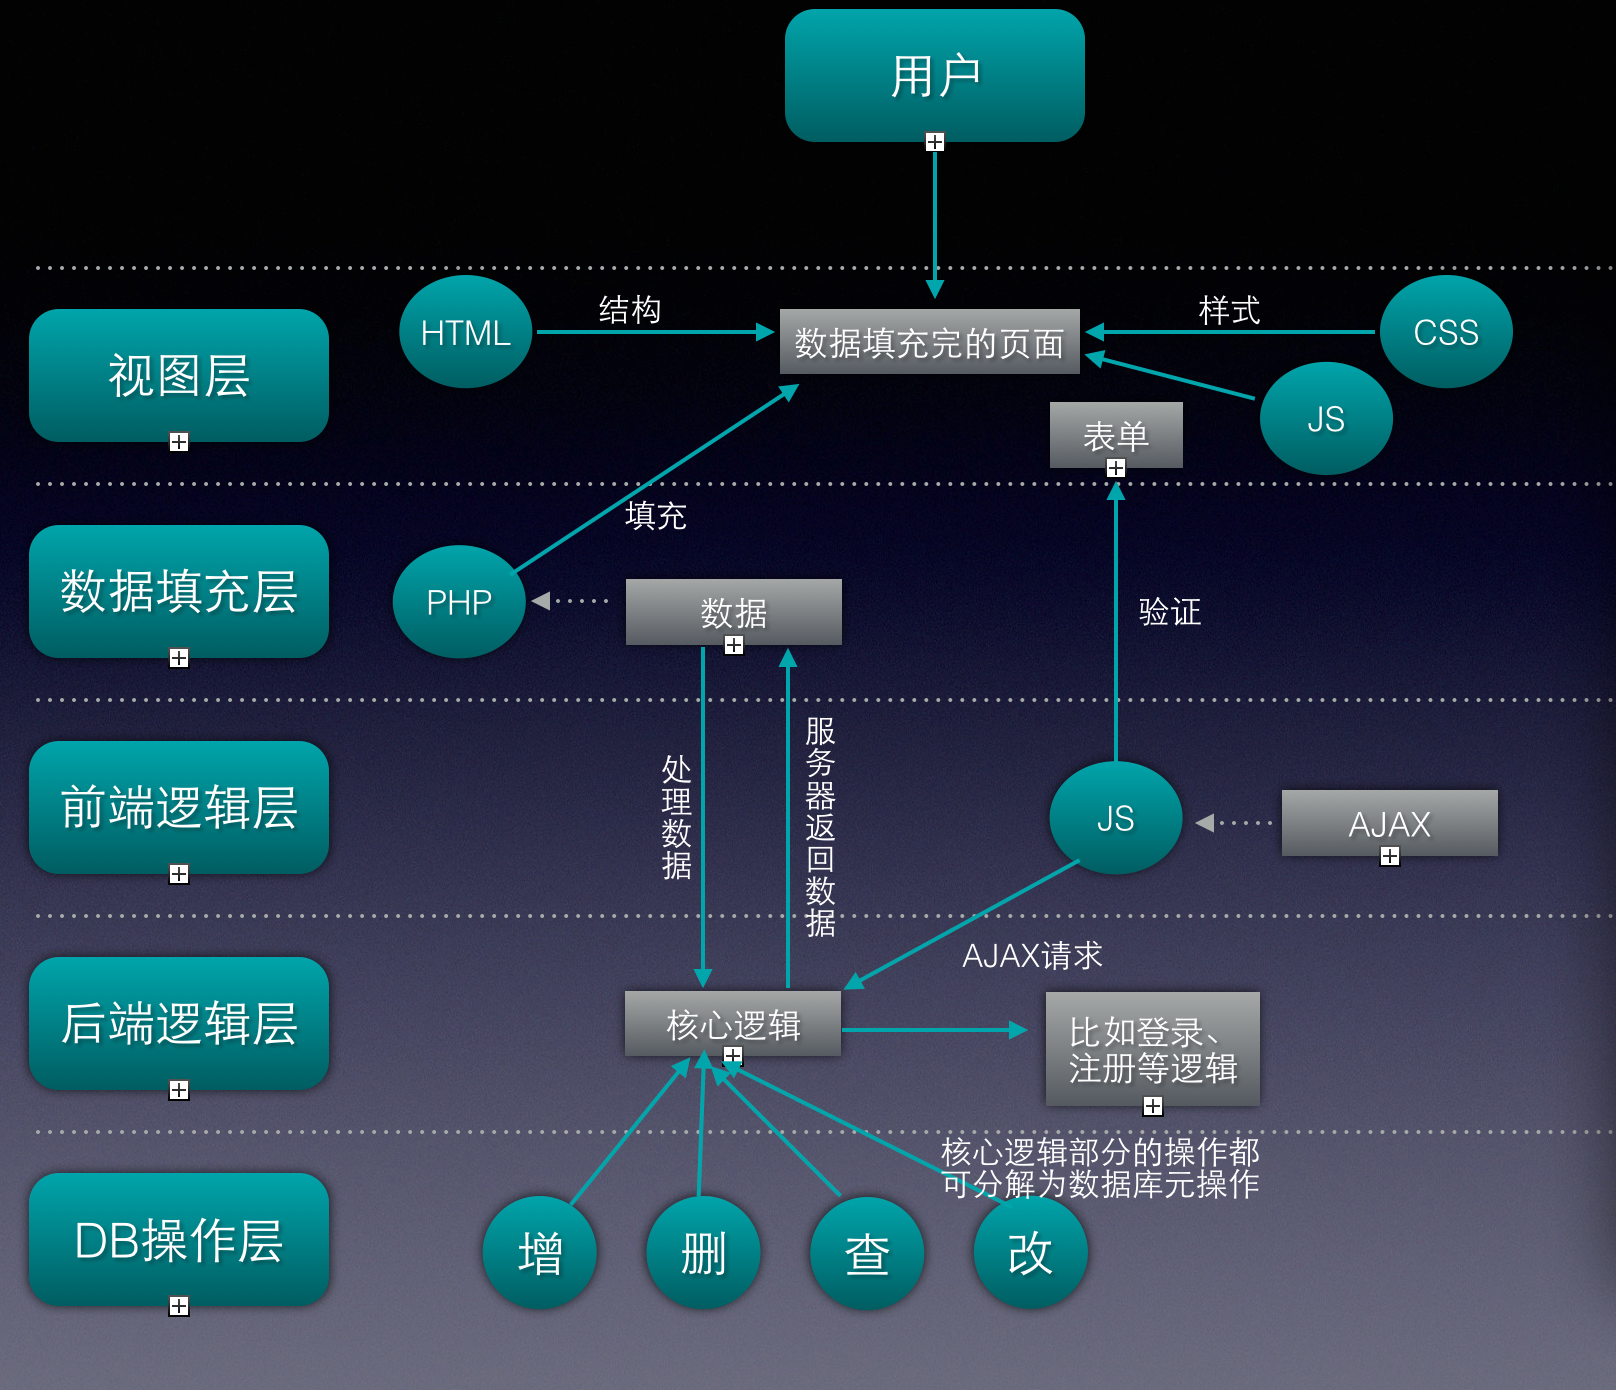 用户
结构
样式
HTML
数据填充完的页面
CSS
视图层
JS
表单
填充
数据填充层
PHP
数据
验证
处理数据
服务器返回数据
前端逻辑层
JS
AJAX
AJAX请求
后端逻辑层
核心逻辑
比如登录、
注册等逻辑
核心逻辑部分的操作都
可分解为数据库元操作
DB操作层
增
删
查
改